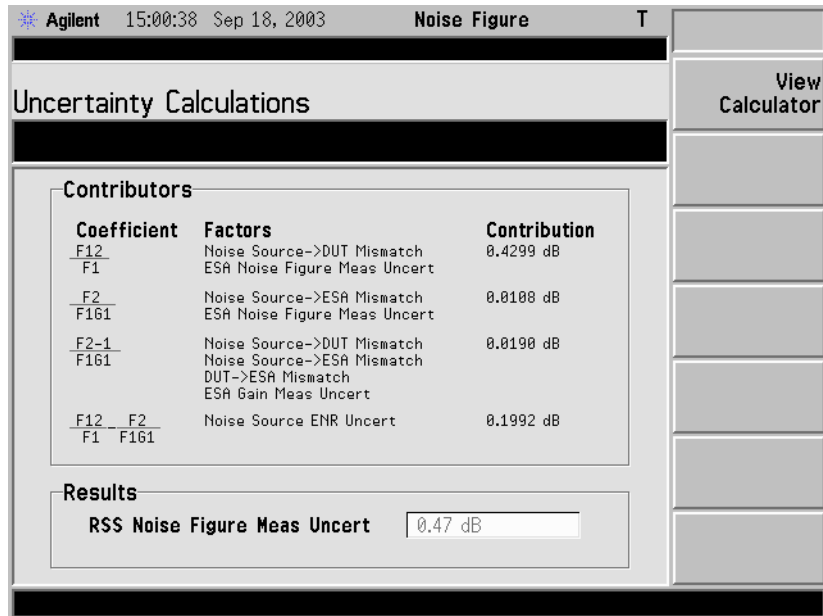 Agilent 15:00:38 Sep 18, 2003 Noise Figure T
View
Calculator
Uncertainty Calculations
Contributors
Coefficient Factors Contribution
F12 Noise Source->DUT Mismatch 0.4299 dB
F1 ESA Noise Figure Meas Uncert
F2 Noise Source->ESA Mismatch 0.0108 dB
F1G1 ESA Noise Figure Meas Uncert
F2-1 Noise Source->DUT Mismatch 0.0190 dB
F1G1 Noise Source->ESA Mismatch
DUT->ESA Mismatch
ESA Gain Meas Uncert
F12 - F2 Noise Source ENR Uncert 0.1992 dB
F1 F1G1
Results
RSS Noise Figure Meas Uncert 0.47 dB